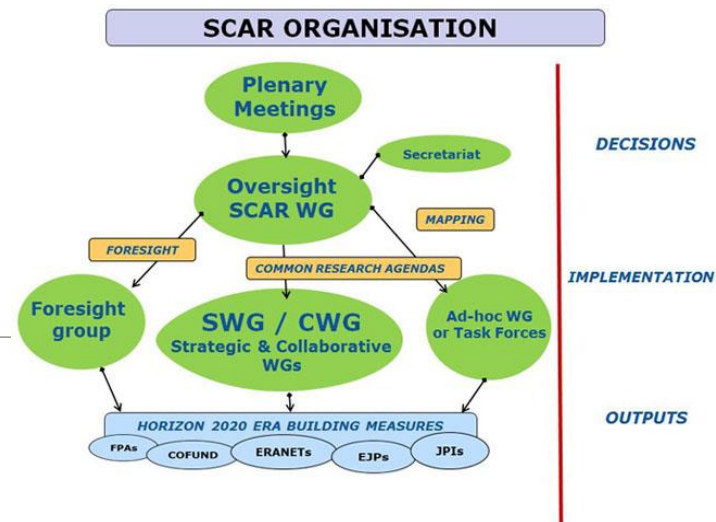 SCAR ORGANISATION
Plenary
Meetings
DECISIONS
Secretariat
Oversight
SCAR WG
MAPPING
FORESIGHT
COMMON RESEARCH AGENDAS
IMPLEMENTATION
Foresight
group
SWG / CWG
Strategic & Collaborative
WGs
Ad-hoc WG
or Task Forces
OUTPUTS
HORIZON 2020 ERA BUILDING MEASURES
FPAs
COFUND
ERANETs
EJPs
JPIs